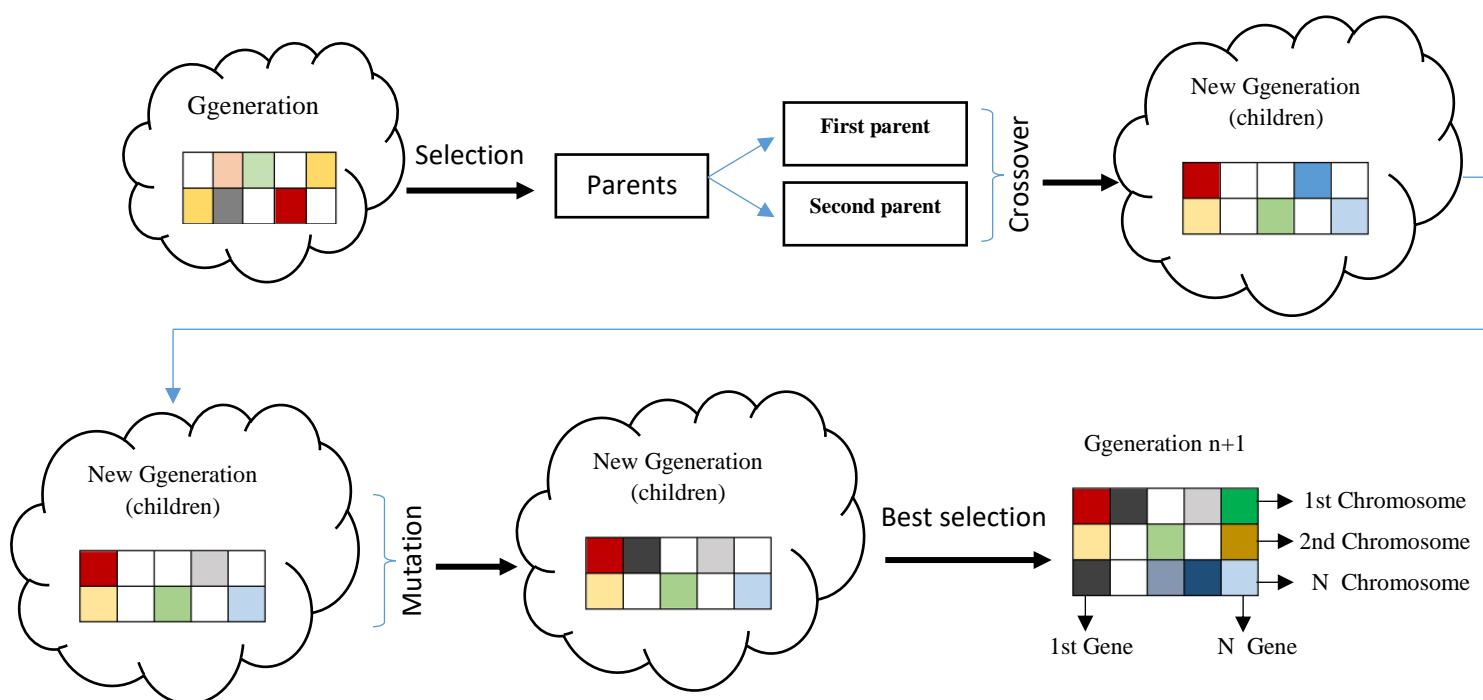 Ggeneration
Selection
Parents
First parent
Second parent
Crossover
New Ggeneration
(children)
New Ggeneration
(children)
Mutation
New Ggeneration
(children)
Best selection
Ggeneration n+1
1st Chromosome
2nd Chromosome
N Chromosome
1st Gene
N Gene